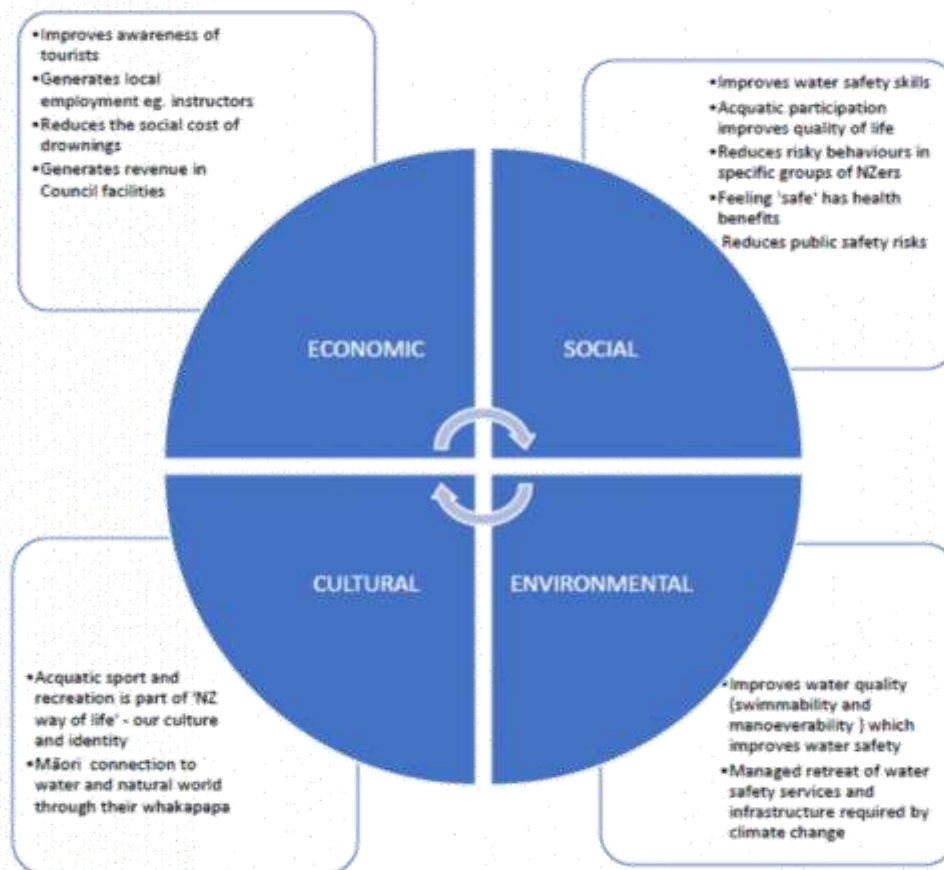 •Improves awareness of
tourists
•Generates local
employment eg. instructors
•Reduces the social cost of
drownings
•Generates revenue in
Council facilities
•Improves water safety skills
•Acquatic participation
improves quality of life
•Reduces risky behaviours in
specific groups of NZers
•Feeling 'safe' has health
benefits
Reduces public safety risks
ECONOMIC
SOCIAL
CULTURAL
ENVIRONMENTAL
•Acquatic sport and
recreation is part of 'NZ
way of life' - our culture
and identity
•Māori connection to
water and natural world
through their whakapapa
•Improves water quality
(swimmability and
manoeverability ) which
improves water safety
•Managed retreat of water
safety services and
infrastructure required by
climate change